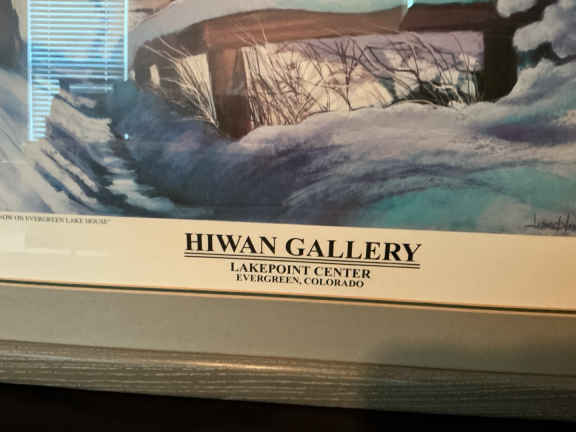 ON EVERGREEN LAKE HOUSE"
HIWAN GALLERY
LAKEPOINT CENTER
EVERGREEN, COLORADO